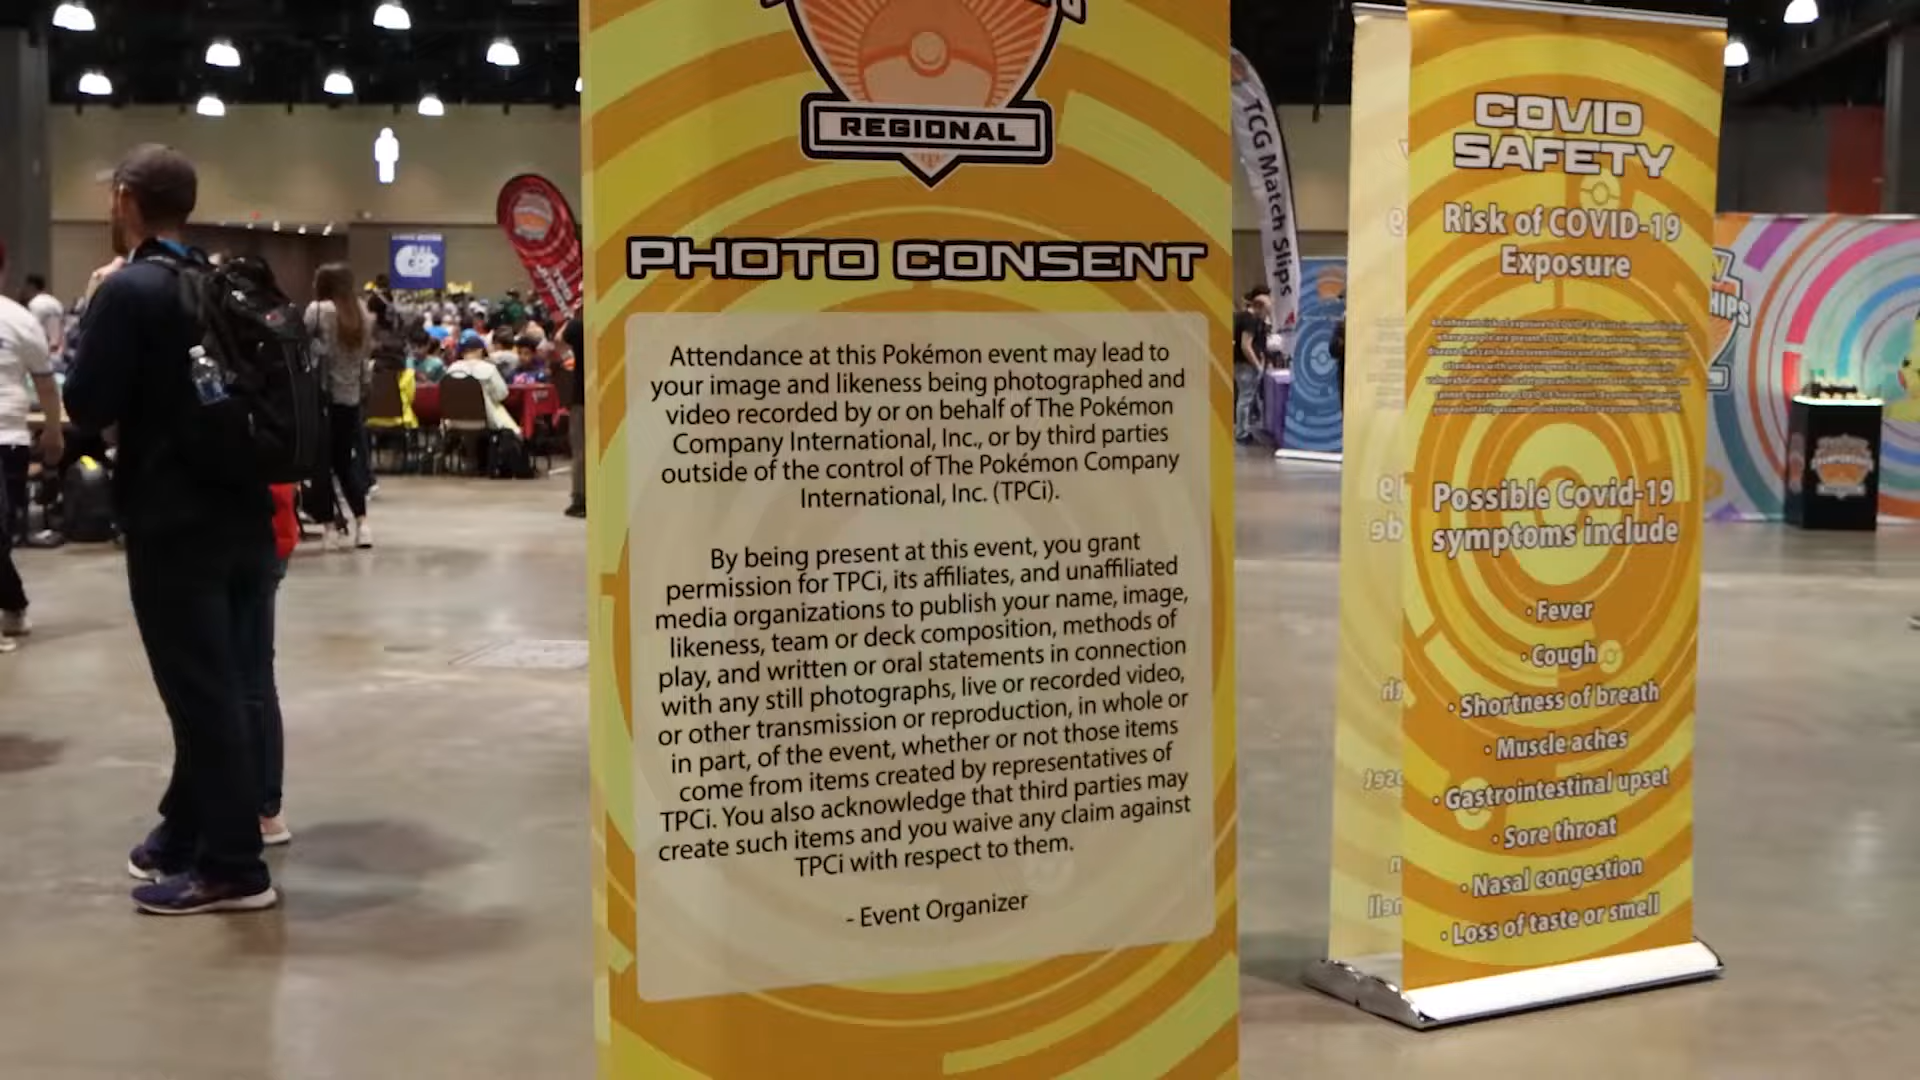 REGIONAL
PHOTO CONSENT
Attendance at this Pokémon event may lead to
your image and likeness being photographed and
video recorded by or on behalf of The Pokémon
Company International, Inc., or by third parties
outside of the control of The Pokémon Company
International, Inc. (TPCi).
By being present at this event, you grant
permission for TPCi, its affiliates, and unaffiliated
media organizations to publish your name, image,
likeness, team or deck composition, methods of
play, and written or oral statements in connection
with any still photographs, live or recorded video,
or other transmission or reproduction, in whole or
in part, of the event, whether or not those items
come from items created by representatives of
TPCi. You also acknowledge that third parties may
create such items and you waive any claim against
TPCi with respect to them.
- Event Organizer
TCG Match Slips
COVID
SAFETY
Risk of COVID-19
Exposure
Possible Covid-19
symptoms include
· Fever
· Cough
· Shortness of breath
· Muscle aches
· Gastrointestinal upset
· Sore throat
· Nasal congestion
· Loss of taste or smell